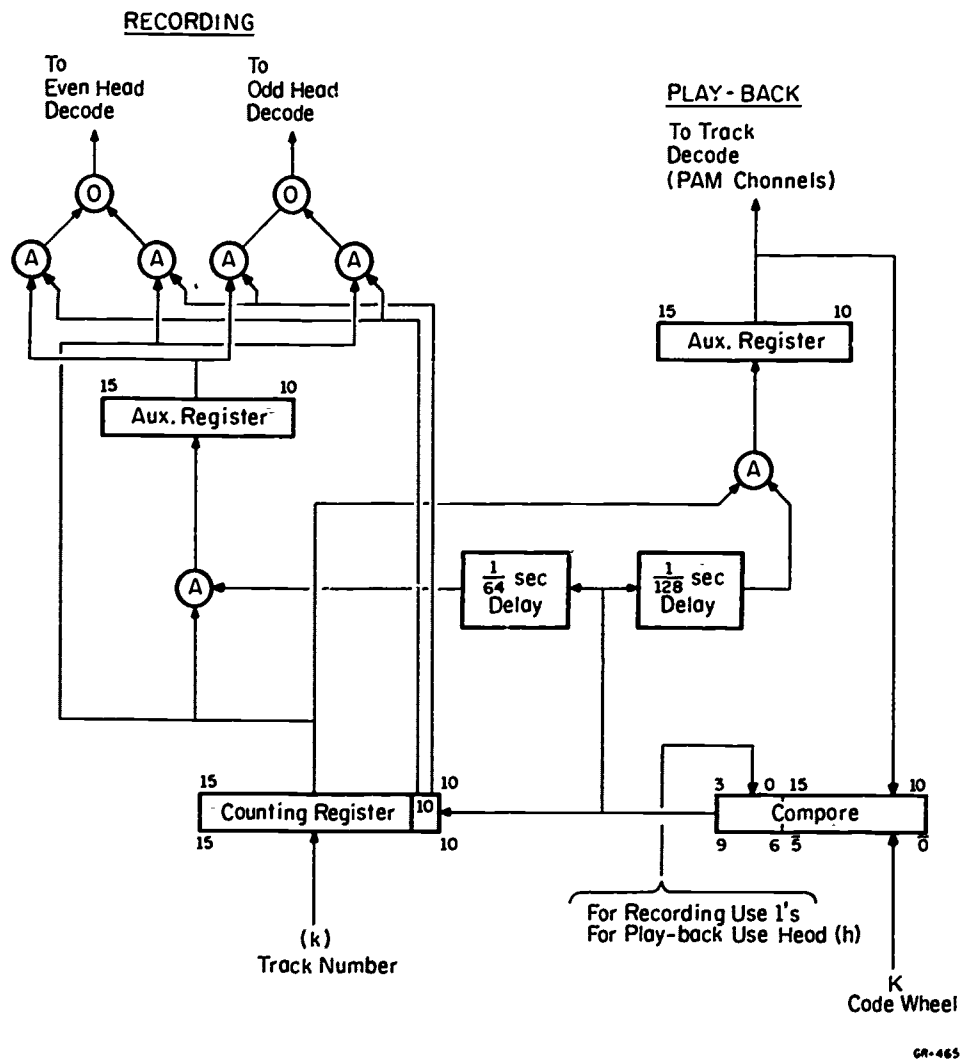 RECORDING
To
Even Head
Decode
To
Odd Head
Decode
PLAY-BACK
To Track
Decode
(PAM Channels)
O
O
A
A
A
A
15
10
Aux. Register
15
10
Aux. Register
A
A
1/64 sec
Delay
1/128 sec
Delay
15
10
Counting Register
10
15
10
3
0
15
10
Compare
9
6
5̅
0̅
For Recording Use 1's
For Play-back Use Head (h)
(k)
Track Number
K
Code Wheel
GR-465